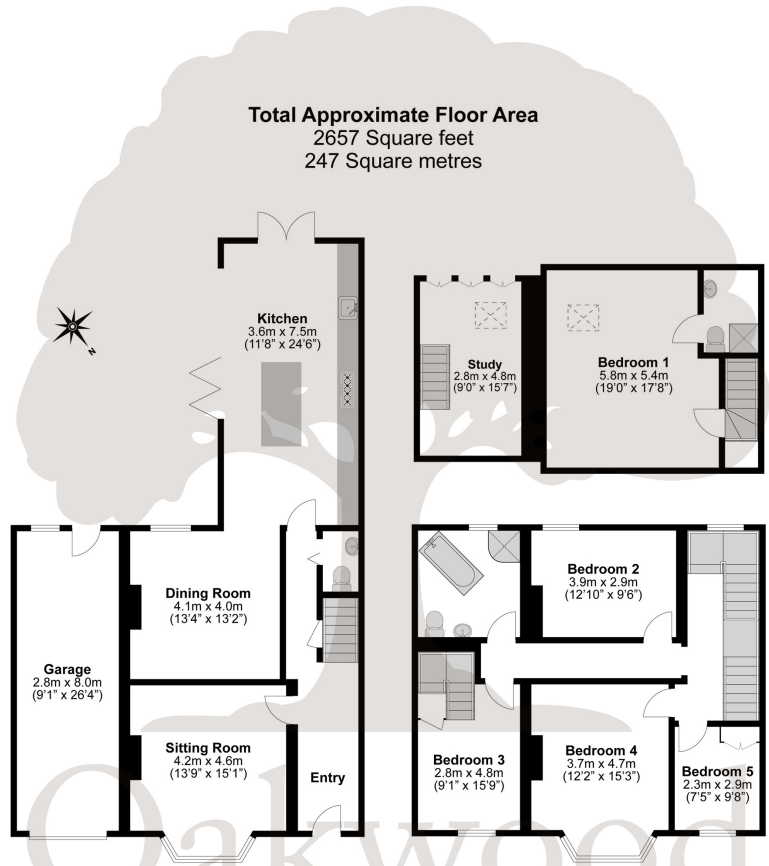 Total Approximate Floor Area
2657 Square feet
247 Square metres
Kitchen
3.6m x 7.5m
(11'8" x 24'6")
Study
2.8m x 4.8m
(9'0" x 15'7")
Bedroom 1
5.8m x 5.4m
(19'0" x 17'8")
N
Dining Room
4.1m x 4.0m
(13'4" x 13'2")
Bedroom 2
3.9m x 2.9m
(12'10" x 9'6")
Garage
2.8m x 8.0m
(9'1" x 26'4")
Sitting Room
4.2m x 4.6m
(13'9" x 15'1")
Entry
Bedroom 3
2.8m x 4.8m
(9'1" x 15'9")
Bedroom 4
3.7m x 4.7m
(12'2" x 15'3")
Bedroom 5
2.3m x 2.9m
(7'5" x 9'8")
Oakwood